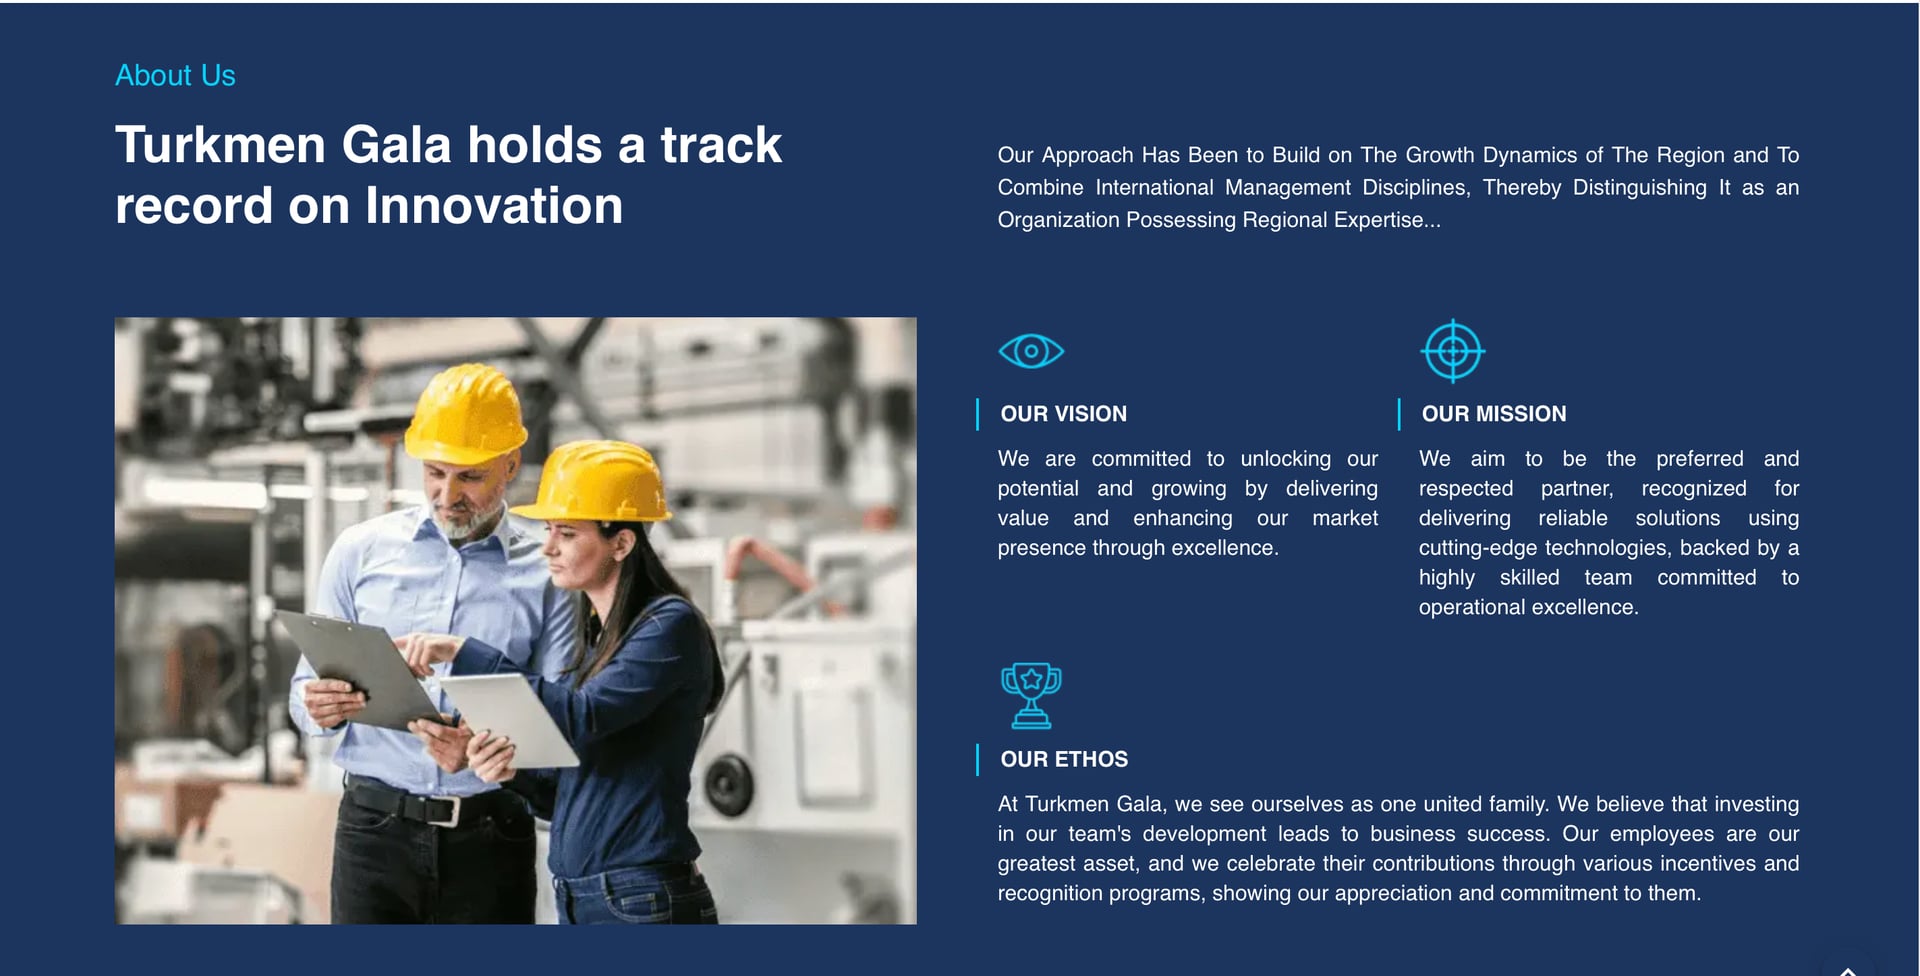 About Us
Turkmen Gala holds a track
record on Innovation
Our Approach Has Been to Build on The Growth Dynamics of The Region and To
Combine International Management Disciplines, Thereby Distinguishing It as an
Organization Possessing Regional Expertise...
OUR VISION
We are committed to unlocking our
potential and growing by delivering
value and enhancing our market
presence through excellence.
OUR MISSION
We aim to be the preferred and
respected partner, recognized for
delivering reliable solutions using
cutting-edge technologies, backed by a
highly skilled team committed to
operational excellence.
OUR ETHOS
At Turkmen Gala, we see ourselves as one united family. We believe that investing
in our team's development leads to business success. Our employees are our
greatest asset, and we celebrate their contributions through various incentives and
recognition programs, showing our appreciation and commitment to them.